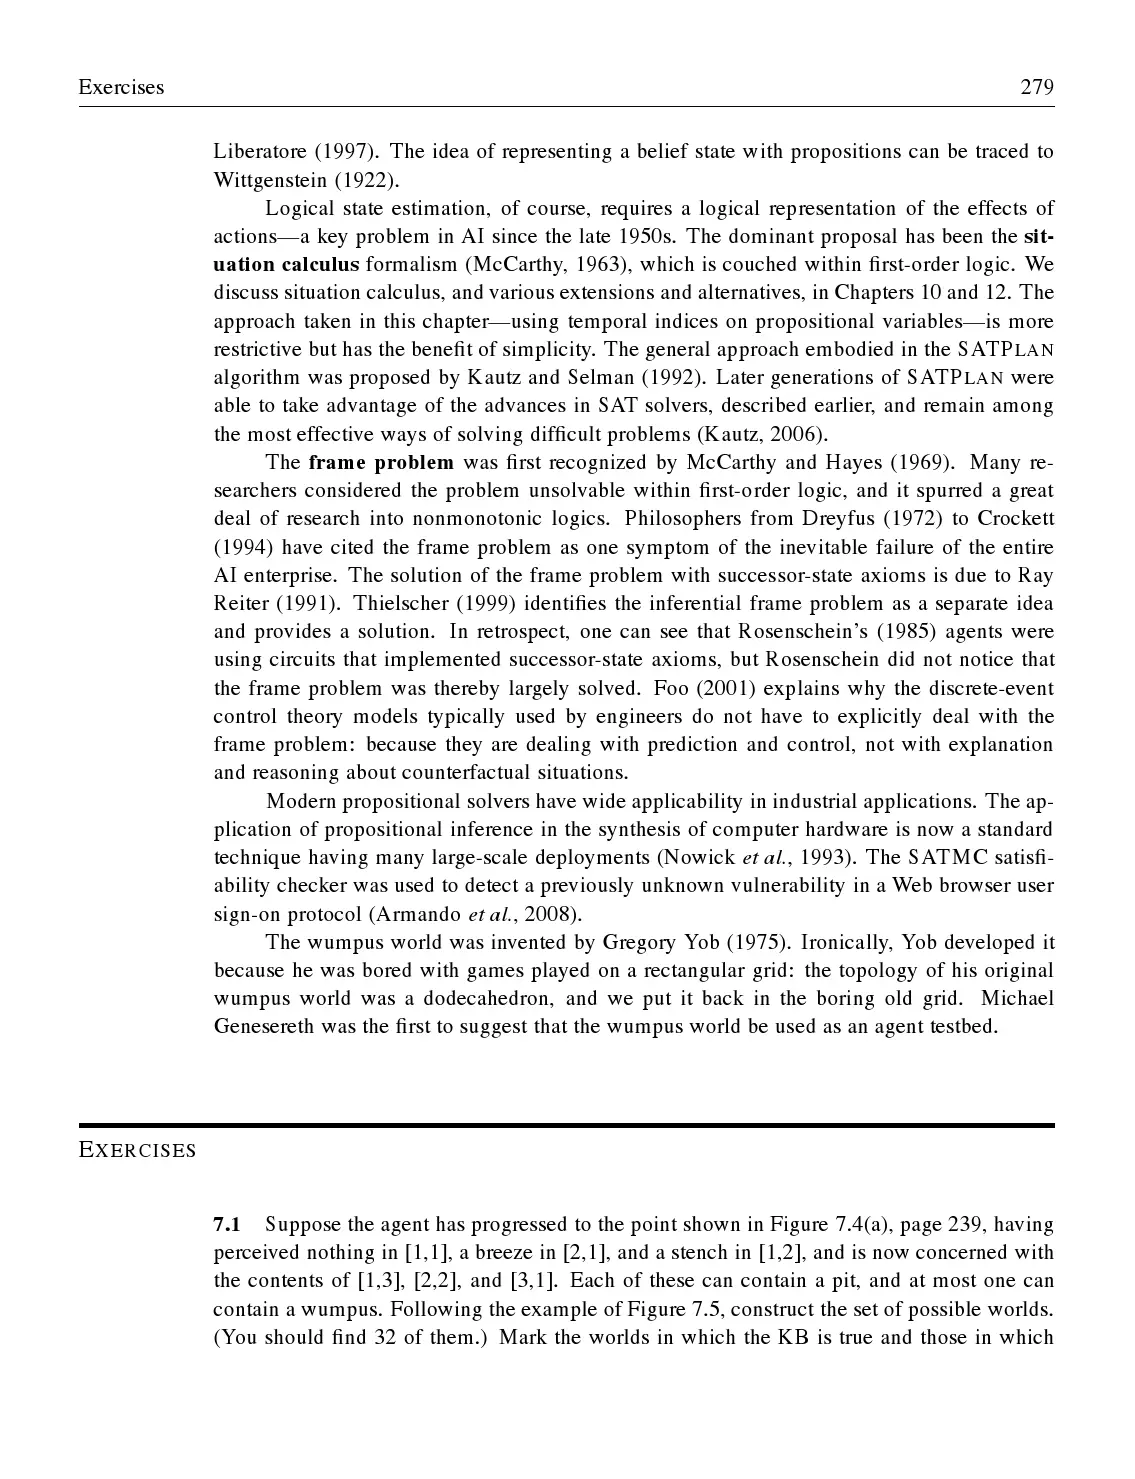 Exercises 279
Liberatore (1997). The idea of representing a belief state with propositions can be traced to
Wittgenstein (1922).
Logical state estimation, of course, requires a logical representation of the effects of
actions—a key problem in AI since the late 1950s. The dominant proposal has been the sit-
uation calculus formalism (McCarthy, 1963), which is couched within first-order logic. We
discuss situation calculus, and various extensions and alternatives, in Chapters 10 and 12. The
approach taken in this chapter—using temporal indices on propositional variables—is more
restrictive but has the benefit of simplicity. The general approach embodied in the SATPLAN
algorithm was proposed by Kautz and Selman (1992). Later generations of SATPLAN were
able to take advantage of the advances in SAT solvers, described earlier, and remain among
the most effective ways of solving difficult problems (Kautz, 2006).
The frame problem was first recognized by McCarthy and Hayes (1969). Many re-
searchers considered the problem unsolvable within first-order logic, and it spurred a great
deal of research into nonmonotonic logics. Philosophers from Dreyfus (1972) to Crockett
(1994) have cited the frame problem as one symptom of the inevitable failure of the entire
AI enterprise. The solution of the frame problem with successor-state axioms is due to Ray
Reiter (1991). Thielscher (1999) identifies the inferential frame problem as a separate idea
and provides a solution. In retrospect, one can see that Rosenschein's (1985) agents were
using circuits that implemented successor-state axioms, but Rosenschein did not notice that
the frame problem was thereby largely solved. Foo (2001) explains why the discrete-event
control theory models typically used by engineers do not have to explicitly deal with the
frame problem: because they are dealing with prediction and control, not with explanation
and reasoning about counterfactual situations.
Modern propositional solvers have wide applicability in industrial applications. The ap-
plication of propositional inference in the synthesis of computer hardware is now a standard
technique having many large-scale deployments (Nowick et al., 1993). The SATMC satisfi-
ability checker was used to detect a previously unknown vulnerability in a Web browser user
sign-on protocol (Armando et al., 2008).
The wumpus world was invented by Gregory Yob (1975). Ironically, Yob developed it
because he was bored with games played on a rectangular grid: the topology of his original
wumpus world was a dodecahedron, and we put it back in the boring old grid. Michael
Genesereth was the first to suggest that the wumpus world be used as an agent testbed.
EXERCISES
7.1 Suppose the agent has progressed to the point shown in Figure 7.4(a), page 239, having
perceived nothing in [1,1], a breeze in [2,1], and a stench in [1,2], and is now concerned with
the contents of [1,3], [2,2], and [3,1]. Each of these can contain a pit, and at most one can
contain a wumpus. Following the example of Figure 7.5, construct the set of possible worlds.
(You should find 32 of them.) Mark the worlds in which the KB is true and those in which